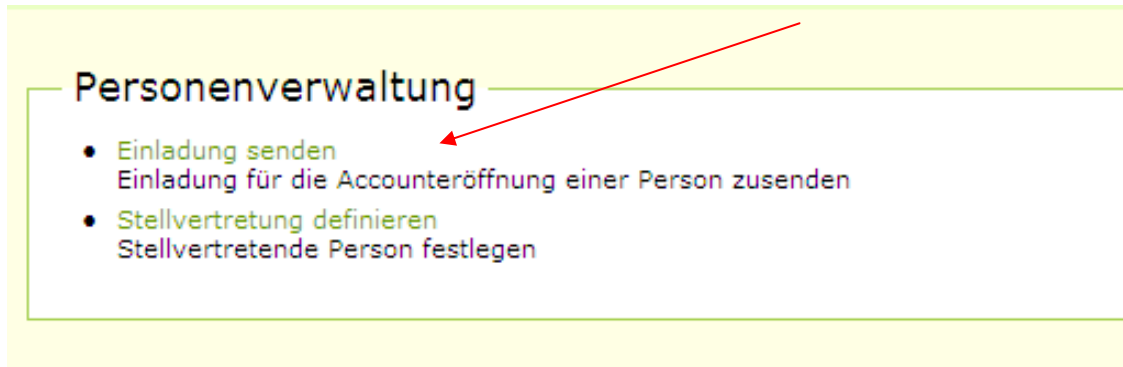 Personenverwaltung
Einladung senden
Einladung für die Accounteröffnung einer Person zusenden
Stellvertretung definieren
Stellvertretende Person festlegen